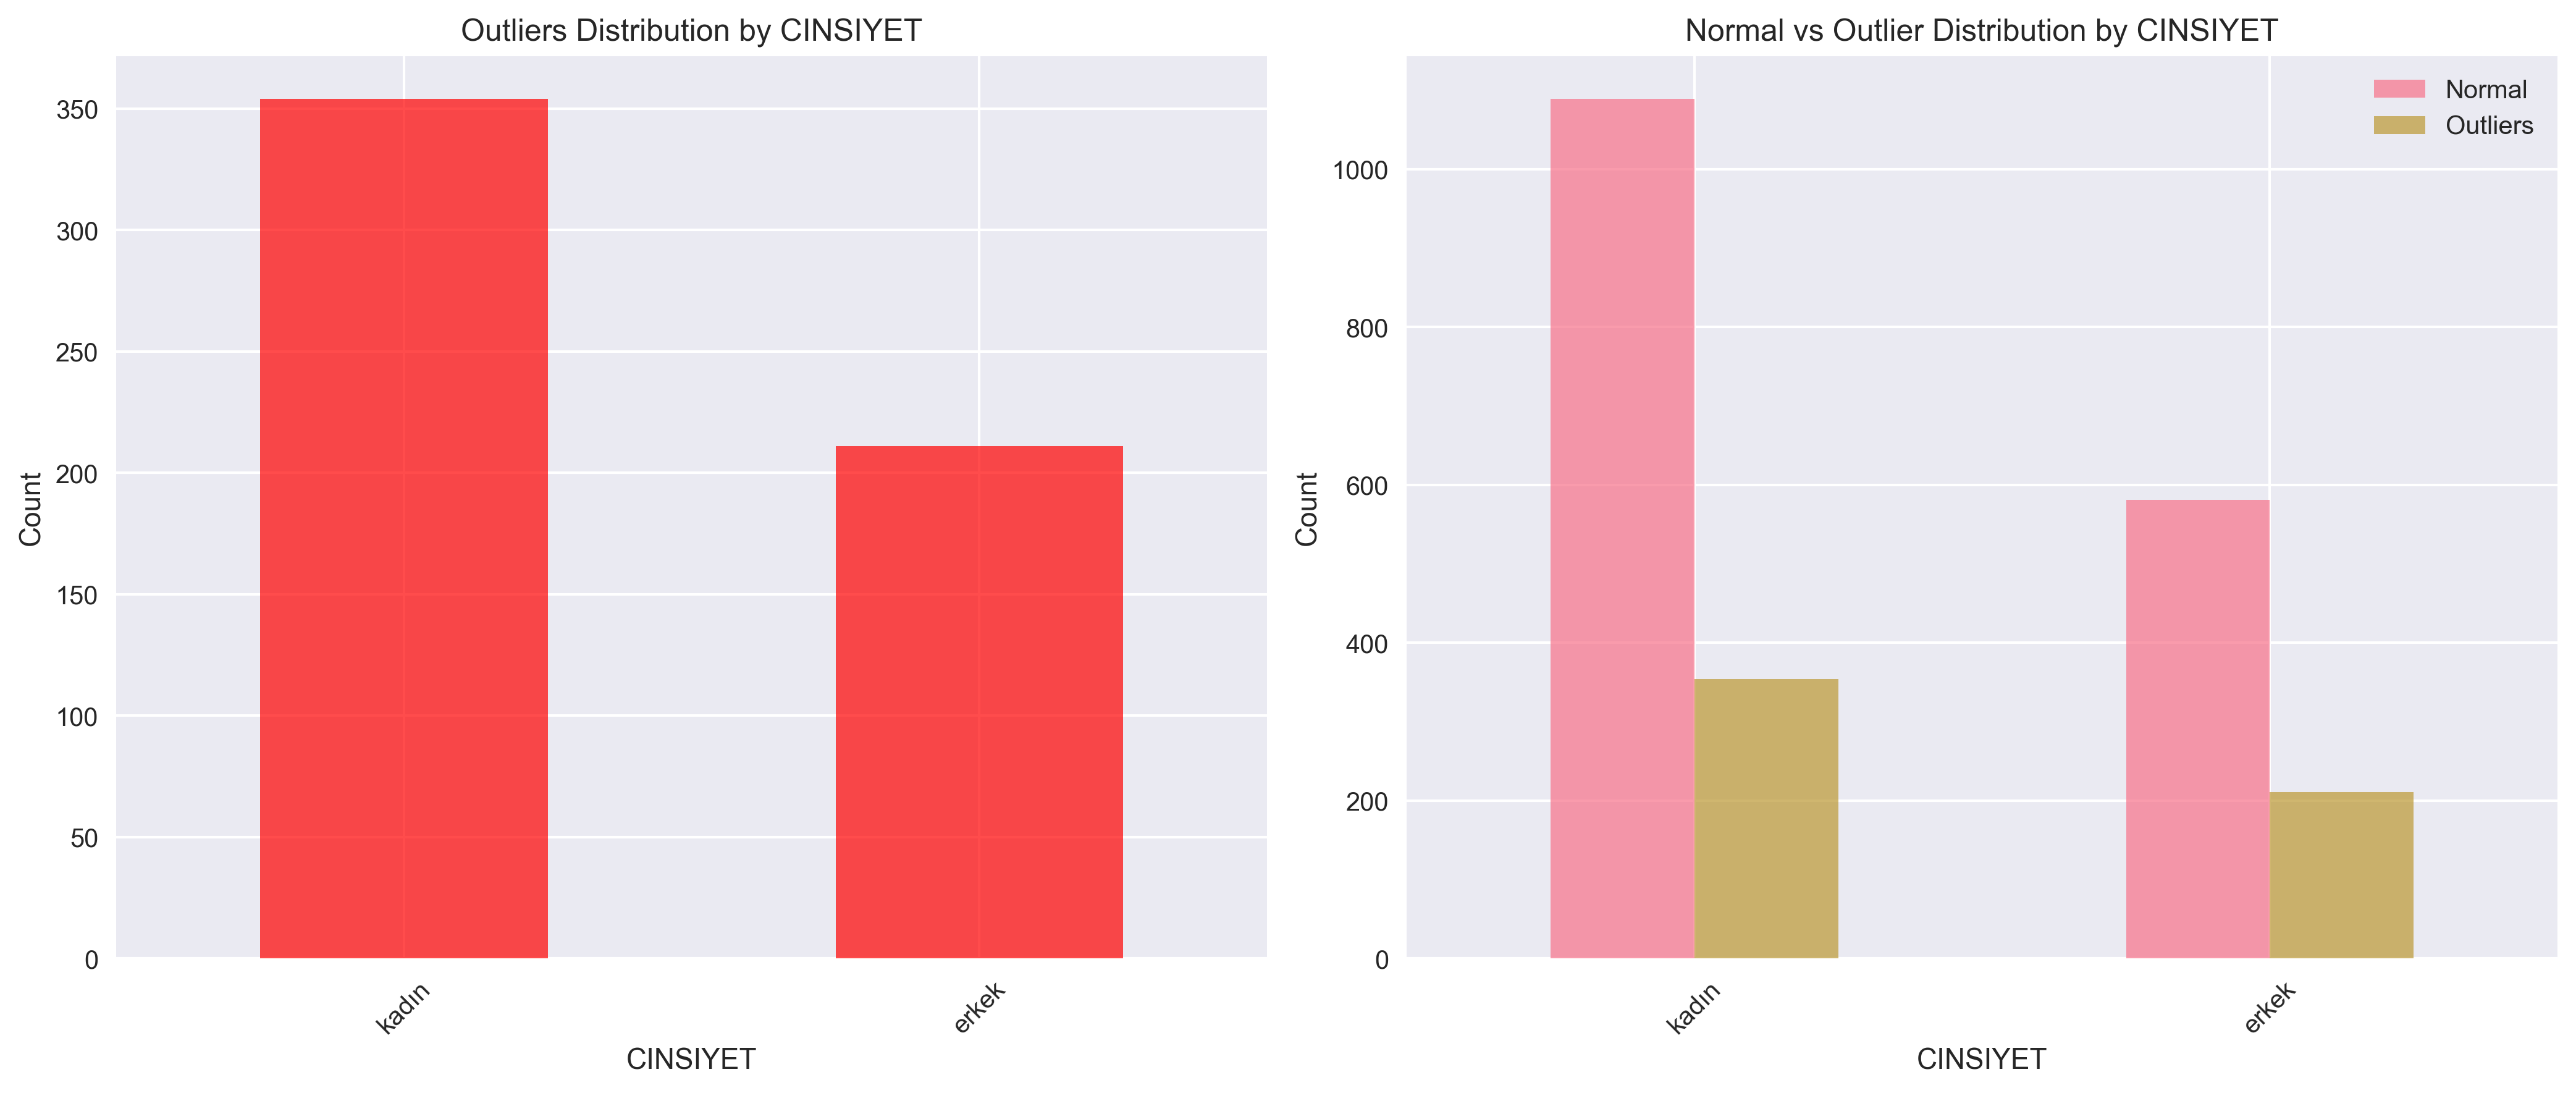 Outliers Distribution by CINSIYET
Count
350
300
250
200
150
100
50
0
kadın
erkek
CINSIYET
Normal vs Outlier Distribution by CINSIYET
Normal
Outliers
Count
1000
800
600
400
200
0
kadın
erkek
CINSIYET